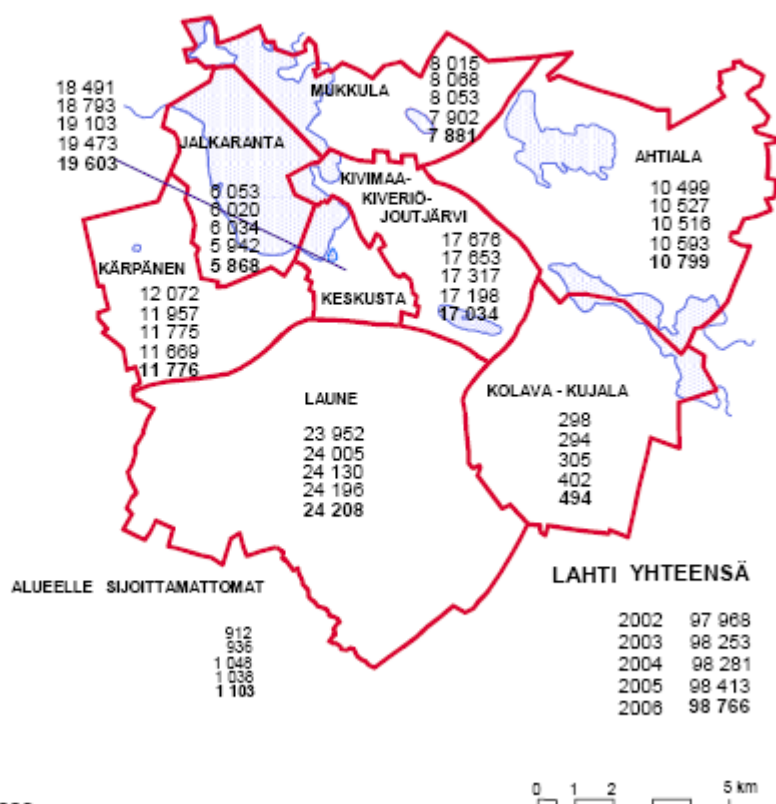 MUKKULA
8 015
8 068
8 053
7 902
7 881
18 491
18 793
19 103
19 473
19 603
JALKARANTA
6 053
6 020
6 034
5 942
5 868
AHTIALA
10 499
10 527
10 516
10 593
10 799
KIVIMAA-
KIVERIÖ-
JOUTJÄRVI
17 676
17 653
17 317
17 198
17 034
KÄRPÄNEN
12 072
11 957
11 775
11 669
11 776
KESKUSTA
LAUNE
23 952
24 005
24 130
24 196
24 208
KOLAVA - KUJALA
298
294
305
402
494
ALUEELLE SIJOITTAMATTOMAT
912
936
1 048
1 038
1 103
LAHTI YHTEENSÄ
2002 97 968
2003 98 253
2004 98 281
2005 98 413
2006 98 766
0 1 2 5 km